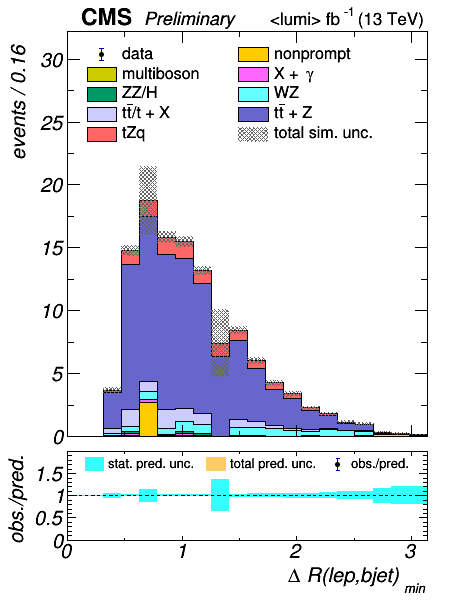 CMS Preliminary <lumi> fb⁻¹ (13 TeV)
events / 0.16
30
25
20
15
10
5
0
data
nonprompt
multiboson
X + γ
ZZ/H
WZ
tt̄/t + X
tt̄ + Z
tZq
total sim. unc.
obs./pred.
1.5
1
0.5
0
stat. pred. unc. total pred. unc. obs./pred.
0 1 2 3
Δ R(lep,bjet)min